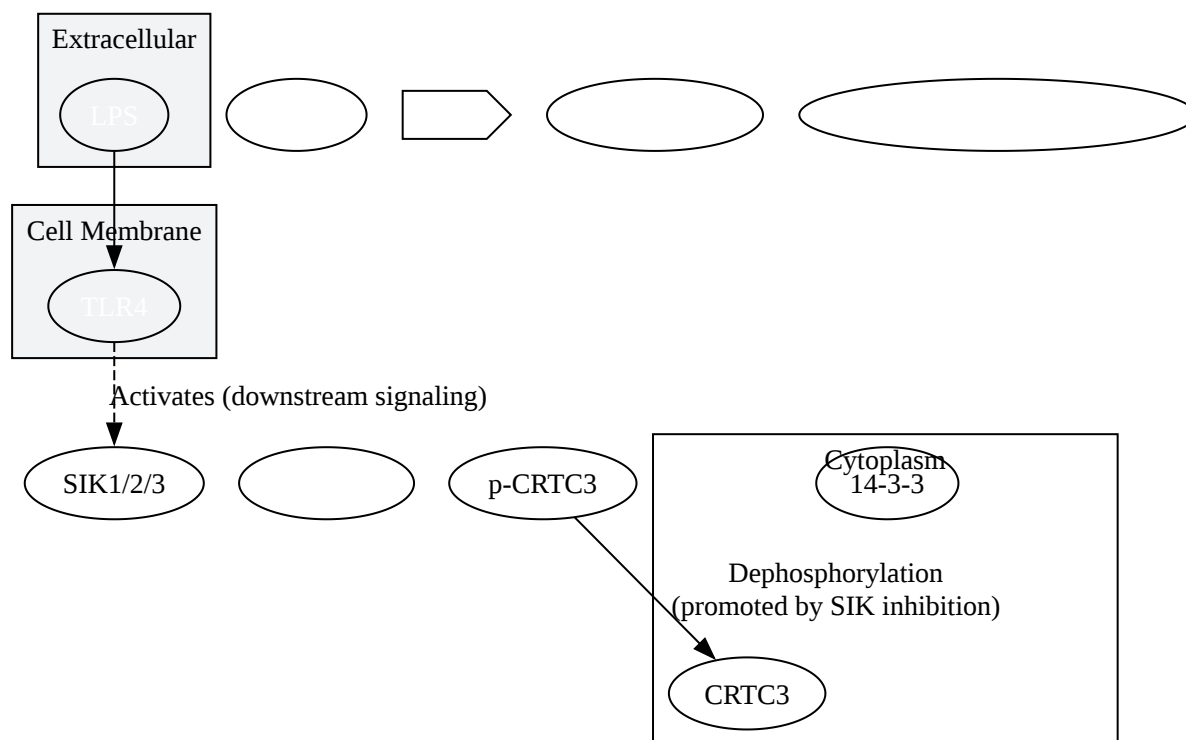 Extracellular
LPS
Cell Membrane
TLR4
Activates (downstream signaling)
SIK1/2/3
p-CRTC3
Cytoplasm
14-3-3
Dephosphorylation
(promoted by SIK inhibition)
CRTC3